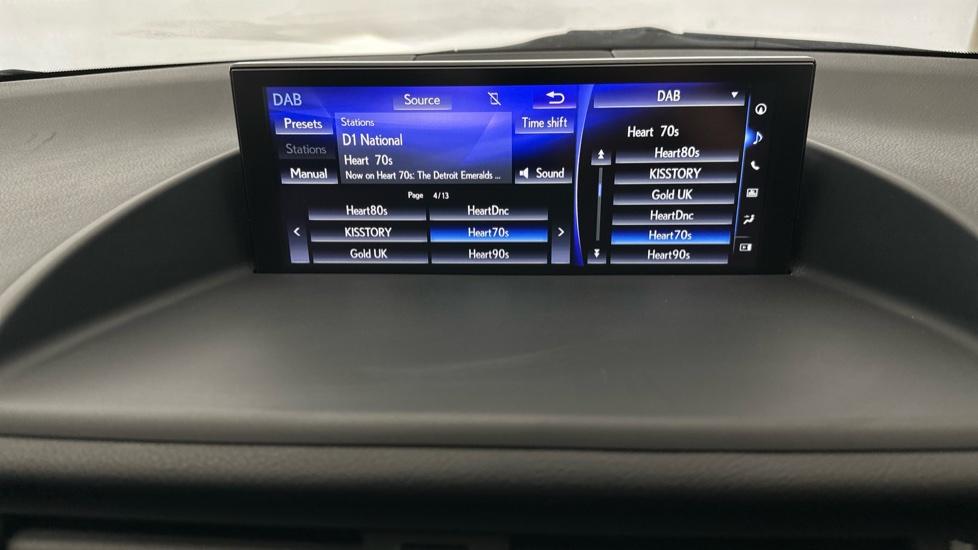 DAB
Source
Presets
Stations
Manual
Stations
D1 National
Heart 70s
Now on Heart 70s: The Detroit Emeralds ...
Time shift
Sound
Page 4/13
Heart80s HeartDnc
KISSTORY Heart70s
Gold UK Heart90s
DAB
Heart 70s
Heart80s
KISSTORY
Gold UK
HeartDnc
Heart70s
Heart90s